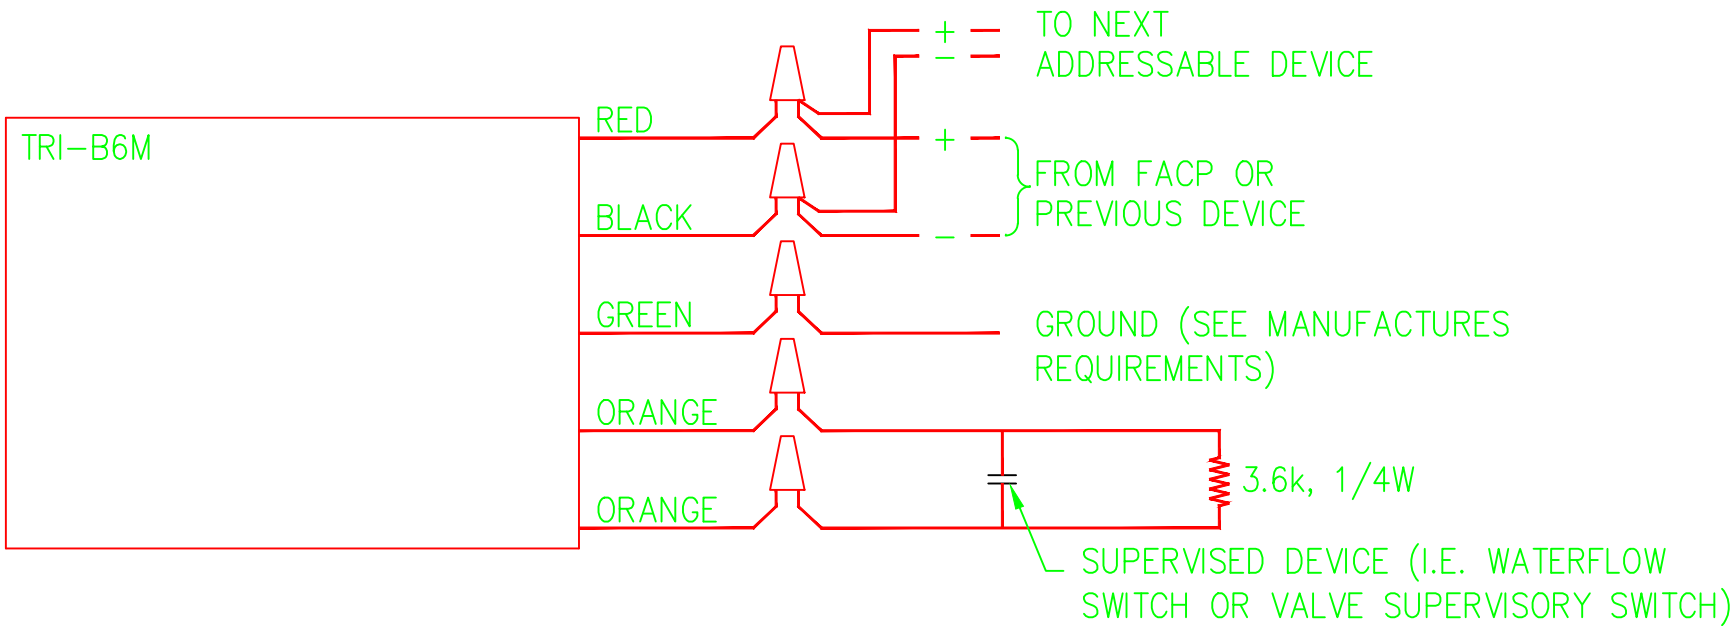 TO NEXT
ADDRESSABLE DEVICE
+
−
RED
TRI−B6M
+
FROM FACP OR
PREVIOUS DEVICE
BLACK
−
GREEN
GROUND (SEE MANUFACTURES
REQUIREMENTS)
ORANGE
3.6k, 1/4W
ORANGE
SUPERVISED DEVICE (I.E. WATERFLOW
SWITCH OR VALVE SUPERVISORY SWITCH)